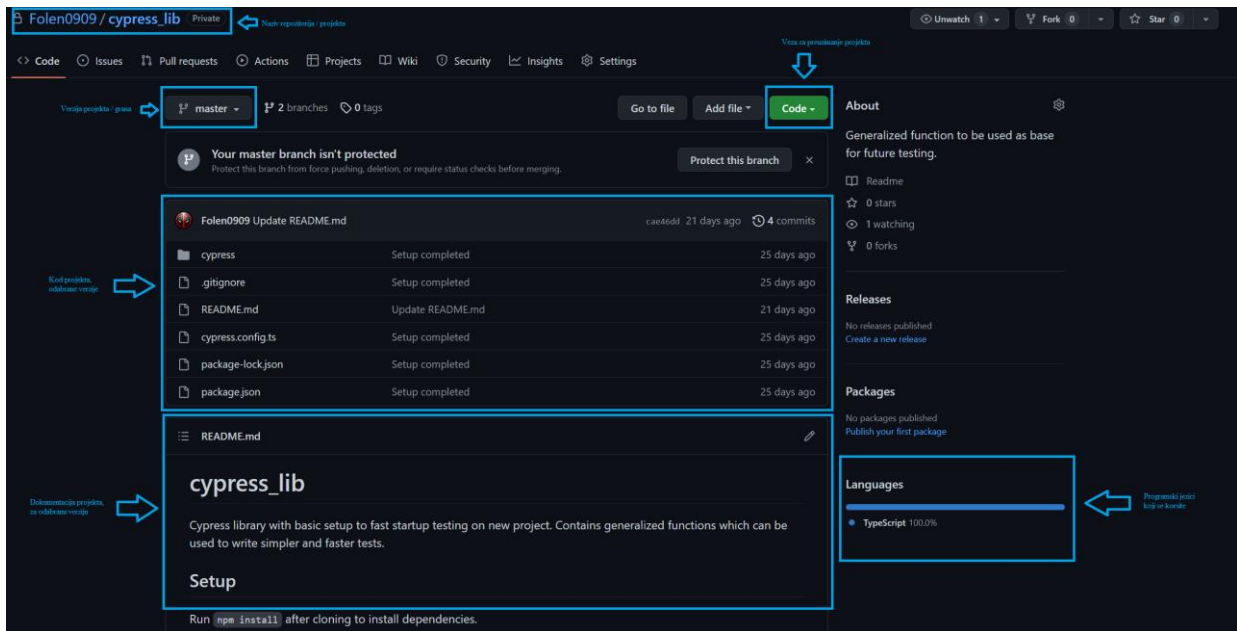 Folen0909 / cypress_lib Private
Naziv repozitorija / projekta
Unwatch 1
Fork 0
Star 0
Veza za preuzimanje projekta
Code
Issues
Pull requests
Actions
Projects
Wiki
Security
Insights
Settings
Verzija projekta / grana
master
2 branches
0 tags
Go to file
Add file
Code
Your master branch isn't protected
Protect this branch from force pushing, deletion, or require status checks before merging.
Protect this branch
Folen0909 Update README.md
cae46dd 21 days ago 4 commits
cypress Setup completed 25 days ago
.gitignore Setup completed 25 days ago
README.md Update README.md 21 days ago
cypress.config.ts Setup completed 25 days ago
package-lock.json Setup completed 25 days ago
package.json Setup completed 25 days ago
Kod projekta,
odabrane verzije
README.md
cypress_lib
Cypress library with basic setup to fast startup testing on new project. Contains generalized functions which can be
used to write simpler and faster tests.
Setup
Run npm install after cloning to install dependencies.
Dokumentacija projekta,
za odabranu verziju
About
Generalized function to be used as base
for future testing.
Readme
0 stars
1 watching
0 forks
Releases
No releases published
Create a new release
Packages
No packages published
Publish your first package
Languages
TypeScript 100.0%
Programski jezici
koji se koriste